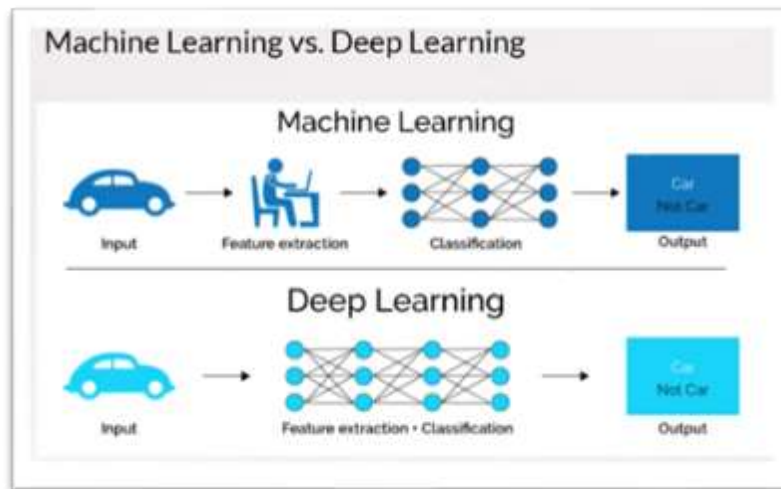 Machine Learning vs. Deep Learning
Machine Learning
Car
Not Car
Input
Feature extraction
Classification
Output
Deep Learning
Car
Not Car
Input
Feature extraction + Classification
Output